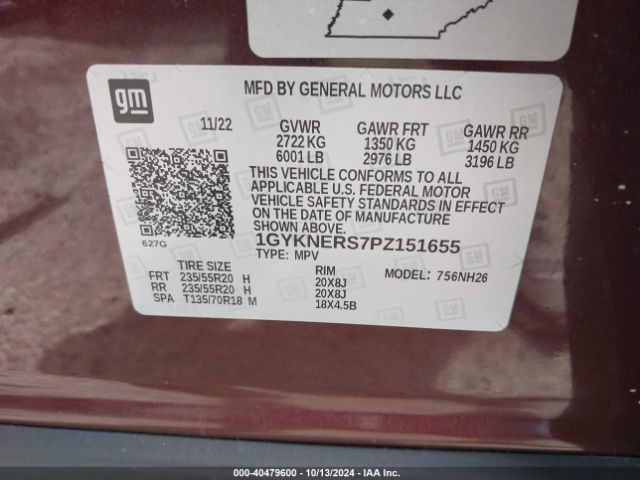 gm
MFD BY GENERAL MOTORS LLC
11/22 GVWR GAWR FRT GAWR RR
2722 KG 1350 KG 1450 KG
6001 LB 2976 LB 3196 LB
THIS VEHICLE CONFORMS TO ALL
APPLICABLE U.S. FEDERAL MOTOR
VEHICLE SAFETY STANDARDS IN EFFECT
ON THE DATE OF MANUFACTURE
SHOWN ABOVE.
627G
1GYKNERS7PZ151655
TYPE: MPV MODEL: 756NH26
TIRE SIZE RIM
FRT 235/55R20 H 20X8J
RR 235/55R20 H 20X8J
SPA T135/70R18 M 18X4.5B
000-40479600 | 10/13/2024 | IAA Inc.